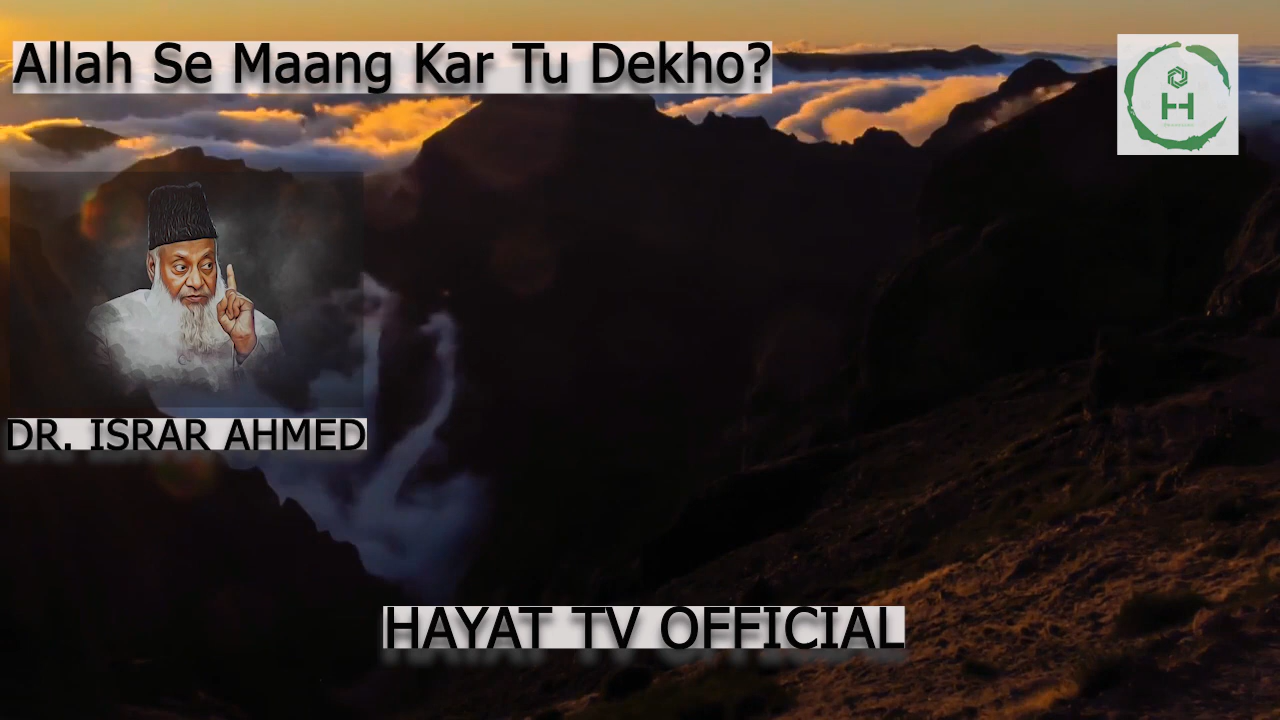 Allah Se Maang Kar Tu Dekho?
H
DR. ISRAR AHMED
HAYAT TV OFFICIAL